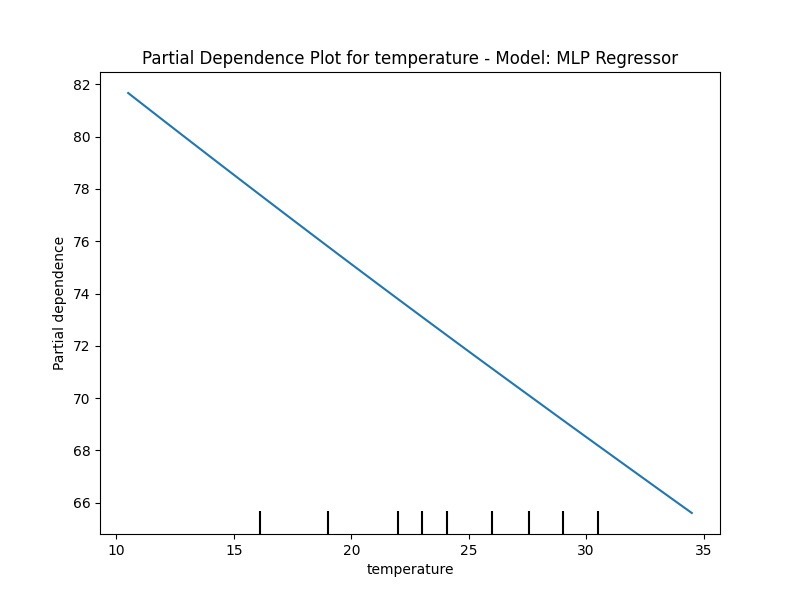 Partial Dependence Plot for temperature - Model: MLP Regressor
82
80
78
76
74
72
70
68
66
Partial dependence
10 15 20 25 30 35
temperature